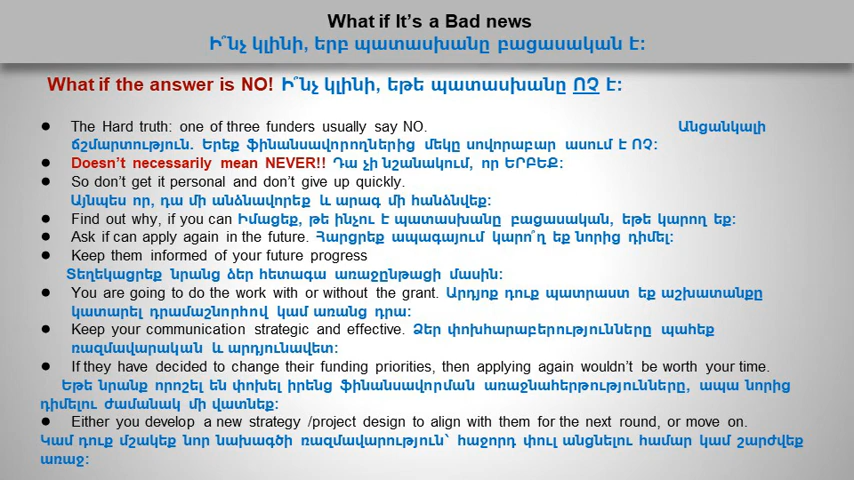 What if It’s a Bad news
Ի՞նչ կլինի, երբ պատասխանը բացասական է:
What if the answer is NO! Ի՞նչ կլինի, եթե պատասխանը ՈՉ է:
● The Hard truth: one of three funders usually say NO. Անցանկալի
ճշմարտություն. Երեք ֆինանսավորողներից մեկը սովորաբար ասում է ՈՉ:
● Doesn’t necessarily mean NEVER!! Դա չի նշանակում, որ ԵՐԲԵՔ:
● So don’t get it personal and don’t give up quickly.
Այնպես որ, դա մի անձնավորեք և արագ մի հանձնվեք:
● Find out why, if you can Իմացեք, թե ինչու է պատասխանը բացասական, եթե կարող եք:
● Ask if can apply again in the future. Հարցրեք ապագայում կարո՞ղ եք նորից դիմել:
● Keep them informed of your future progress
Տեղեկացրեք նրանց ձեր հետագա առաջընթացի մասին:
● You are going to do the work with or without the grant. Արդյոք դուք պատրաստ եք աշխատանքը
կատարել դրամաշնորհով կամ առանց դրա:
● Keep your communication strategic and effective. Ձեր փոխհարաբերությունները պահեք
ռազմավարական և արդյունավետ:
● If they have decided to change their funding priorities, then applying again wouldn’t be worth your time.
Եթե նրանք որոշել են փոխել իրենց ֆինանսավորման առաջնահերթությունները, ապա նորից
դիմելու ժամանակ մի վատնեք:
● Either you develop a new strategy /project design to align with them for the next round, or move on.
Կամ դուք մշակեք նոր նախագծի ռազմավարություն՝ հաջորդ փուլ անցնելու համար կամ շարժվեք
առաջ: